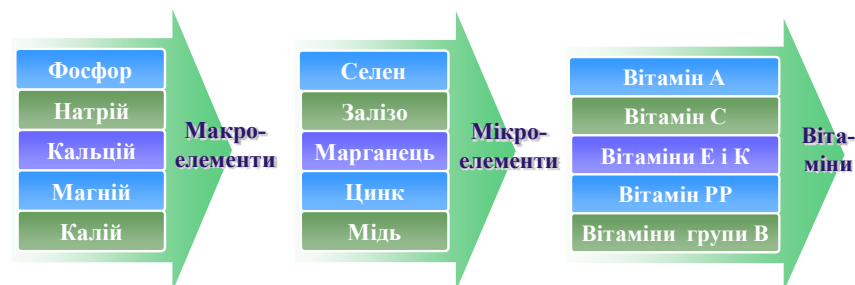 Фосфор
Натрій
Кальцій
Магній
Калій
Макро-
елементи
Селен
Залізо
Марганець
Цинк
Мідь
Мікро-
елементи
Вітамін А
Вітамін С
Вітаміни Е і К
Вітамін РР
Вітаміни групи В
Віта-
міни